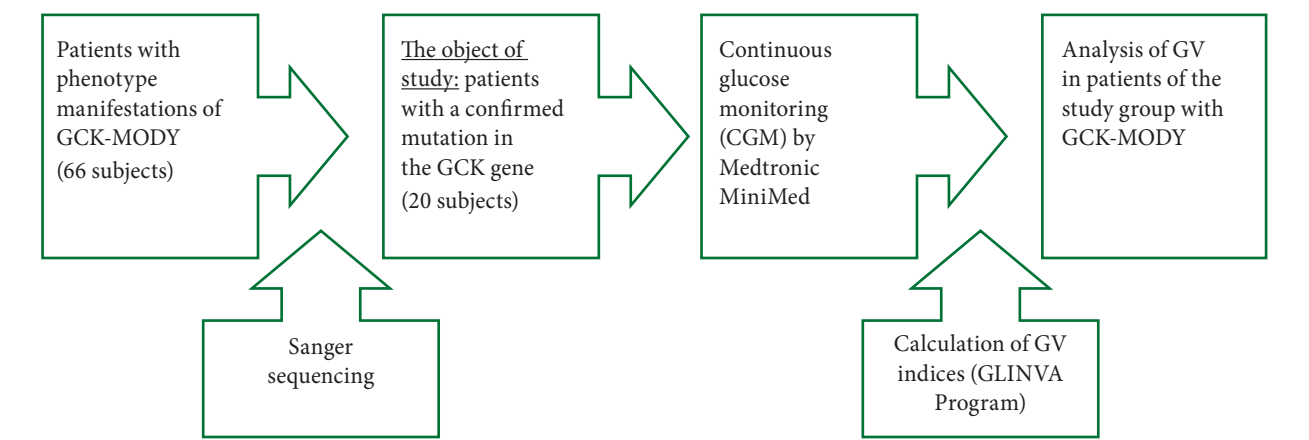 Patients with
phenotype
manifestations of
GCK-MODY
(66 subjects)
The object of
study: patients
with a confirmed
mutation in
the GCK gene
(20 subjects)
Continuous
glucose
monitoring
(CGM) by
Medtronic
MiniMed
Analysis of GV
in patients of the
study group with
GCK-MODY
Sanger
sequencing
Calculation of GV
indices (GLINVA
Program)